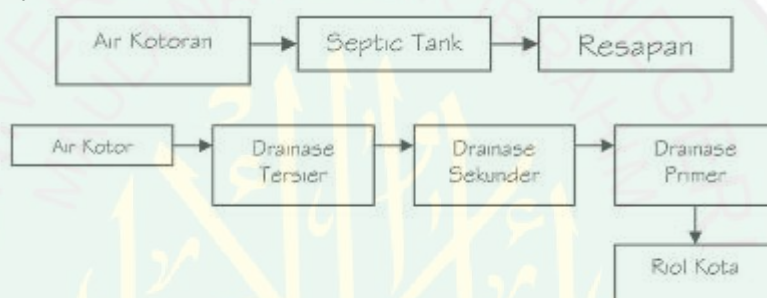 Air Kotoran
Septic Tank
Resapan
Air Kotor
Drainase
Tersier
Drainase
Sekunder
Drainase
Primer
Riol Kota